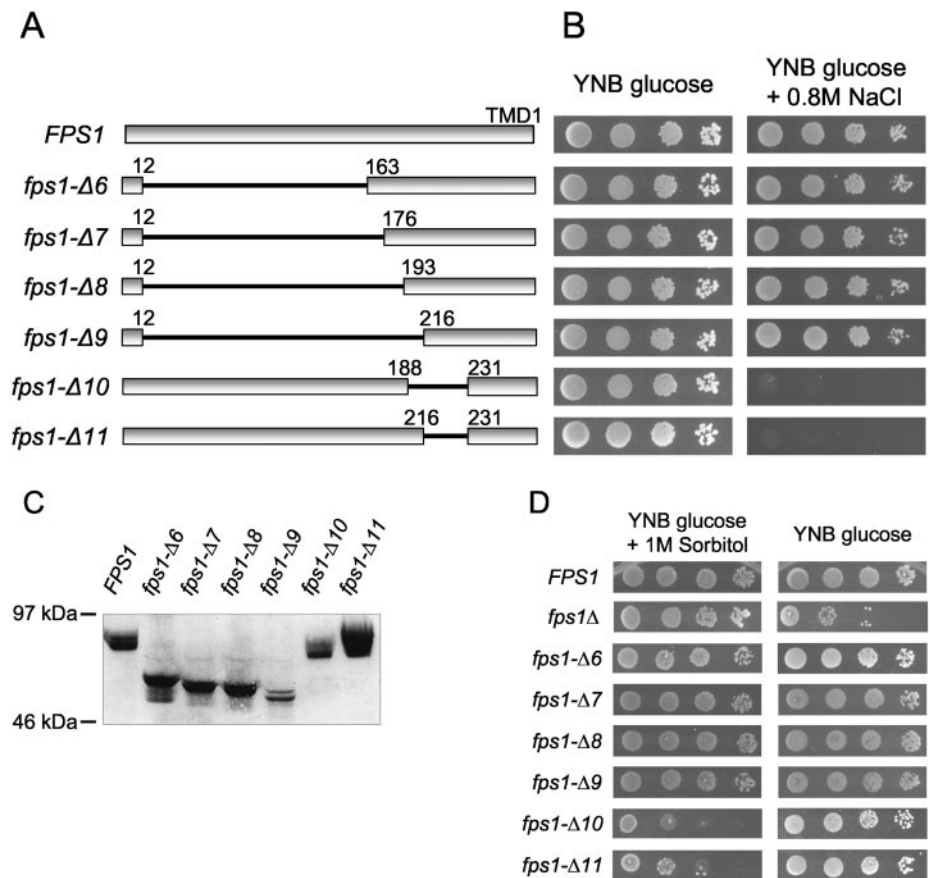 A
TMD1
FPS1
12 163
fps1-Δ6
12 176
fps1-Δ7
12 193
fps1-Δ8
12 216
fps1-Δ9
188 231
fps1-Δ10
216 231
fps1-Δ11
B
YNB glucose
YNB glucose
+ 0.8M NaCl
C
FPS1 fps1-Δ6 fps1-Δ7 fps1-Δ8 fps1-Δ9 fps1-Δ10 fps1-Δ11
97 kDa
46 kDa
D
YNB glucose
+ 1M Sorbitol
YNB glucose
FPS1
fps1Δ
fps1-Δ6
fps1-Δ7
fps1-Δ8
fps1-Δ9
fps1-Δ10
fps1-Δ11